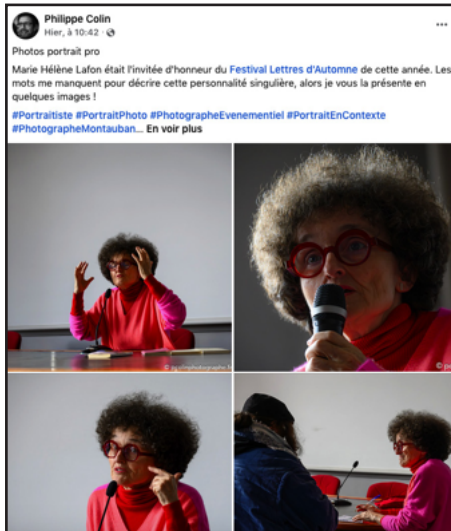 Philippe Colin
Hier, à 10:42 ·
Photos portrait pro
Marie Hélène Lafon était l'invitée d'honneur du Festival Lettres d'Automne de cette année. Les
mots me manquent pour décrire cette personnalité singulière, alors je vous la présente en
quelques images !
#Portraitiste #PortraitPhoto #PhotographeEvenementiel #PortraitEnContexte
#PhotographeMontauban... En voir plus